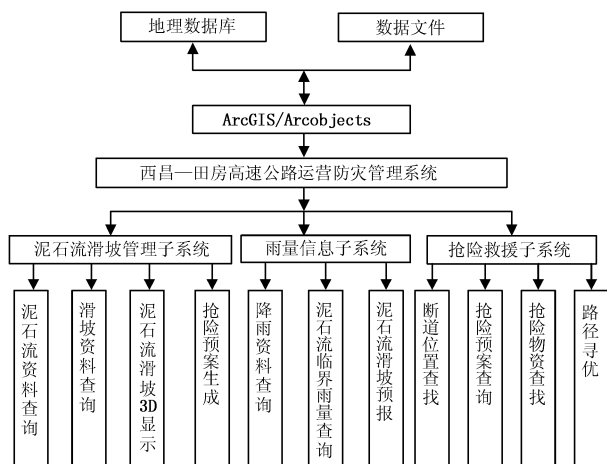 地理数据库
数据文件
ArcGIS/Arcobjects
西昌—田房高速公路运营防灾管理系统
泥石流滑坡管理子系统
雨量信息子系统
抢险救援子系统
泥石流资料查询
滑坡资料查询
泥石流滑坡3D显示
抢险预案生成
降雨资料查询
泥石流临界雨量查询
泥石流滑坡预报
断道位置查找
抢险预案查询
抢险物资查找
路径寻优